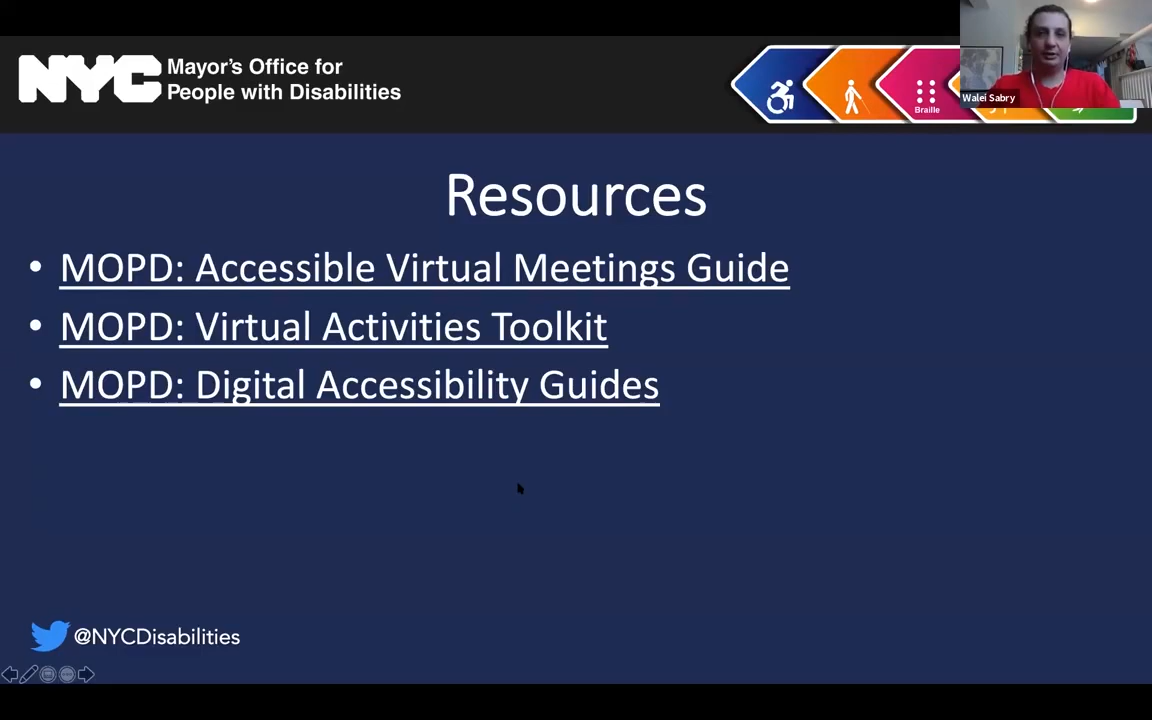 NYC
Mayor's Office for
People with Disabilities
Braille
Walei Sabry
Resources
• MOPD: Accessible Virtual Meetings Guide
• MOPD: Virtual Activities Toolkit
• MOPD: Digital Accessibility Guides
@NYCDisabilities